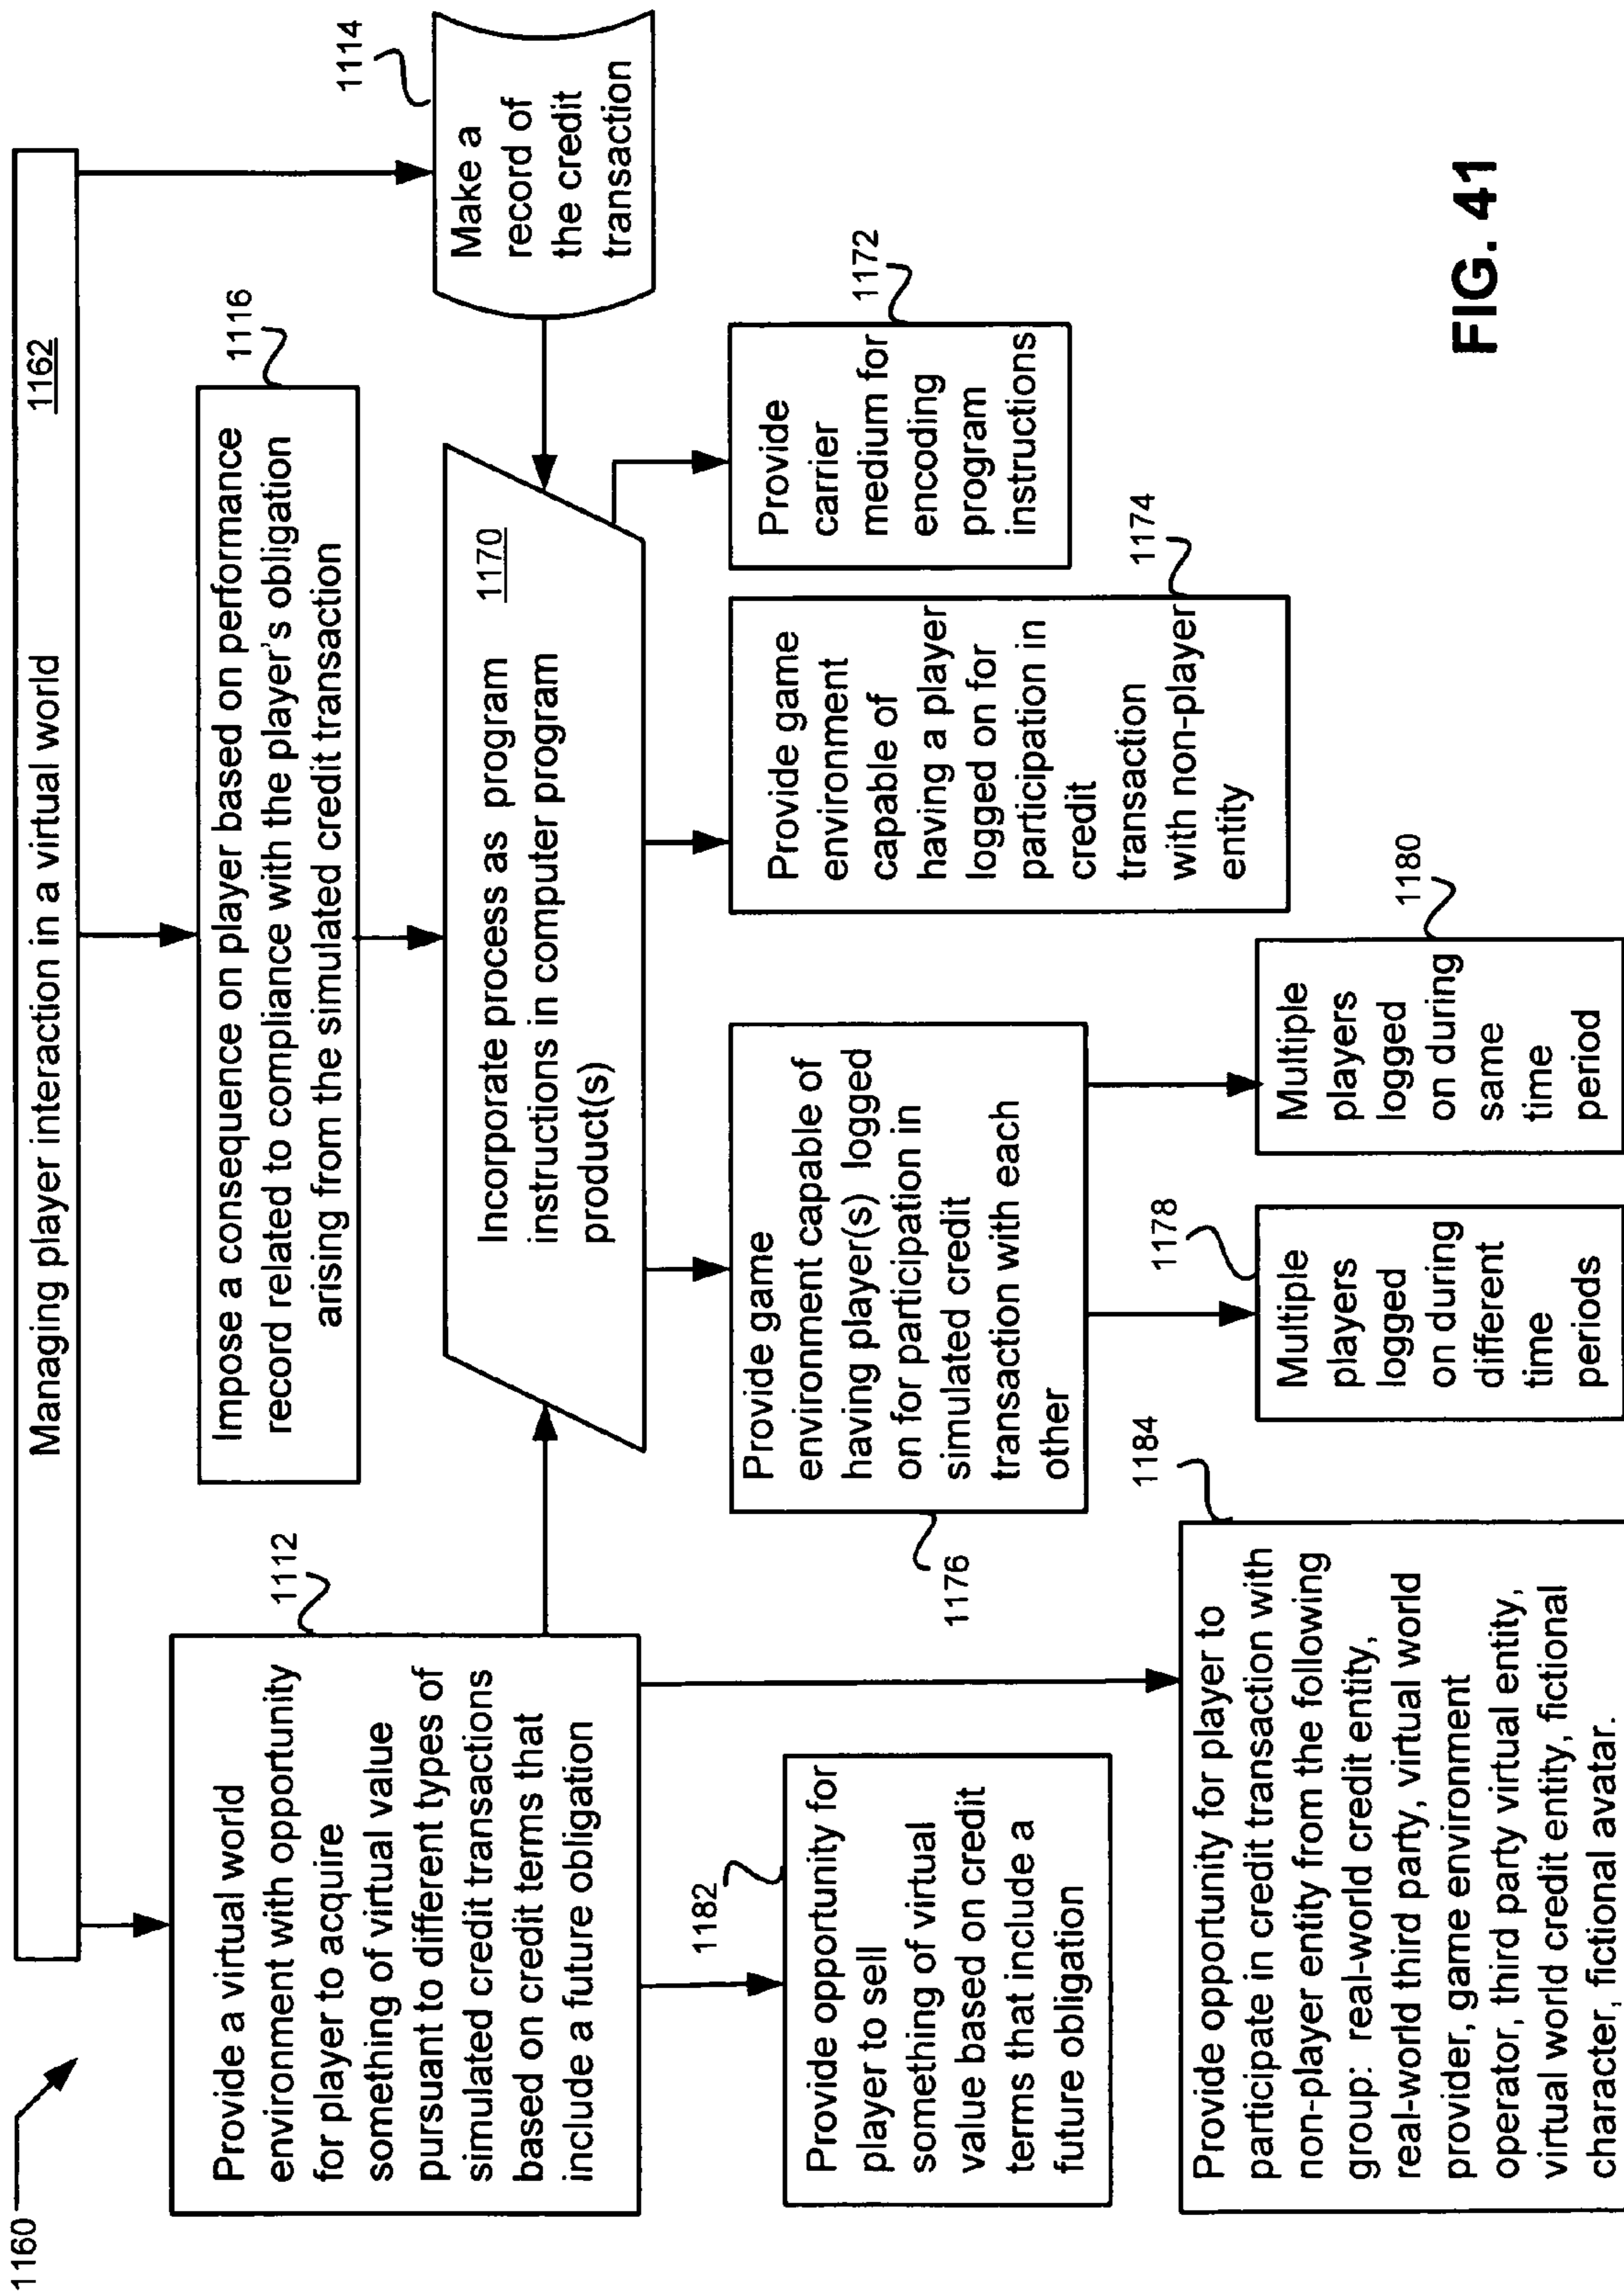 1160
Managing player interaction in a virtual world
1162
1112
Provide a virtual world
environment with opportunity
for player to acquire
something of virtual value
pursuant to different types of
simulated credit transactions
based on credit terms that
include a future obligation
1116
Impose a consequence on player based on performance
record related to compliance with the player's obligation
arising from the simulated credit transaction
1114
Make a
record of
the credit
transaction
1170
Incorporate process as program
instructions in computer program
product(s)
1182
Provide opportunity for
player to sell
something of virtual
value based on credit
terms that include a
future obligation
1176
Provide game
environment capable of
having player(s) logged
on for participation in
simulated credit
transaction with each
other
Provide game
environment
capable of
having a player
logged on for
participation in
credit
transaction
with non-player
entity
1174
Provide
carrier
medium for
encoding
program
instructions
1172
1184
Provide opportunity for player to
participate in credit transaction with
non-player entity from the following
group: real-world credit entity,
real-world third party, virtual world
provider, game environment
operator, third party virtual entity,
virtual world credit entity, fictional
character, fictional avatar.
1178
Multiple
players
logged
on during
different
time
periods
1180
Multiple
players
logged
on during
same
time
period
FIG. 41